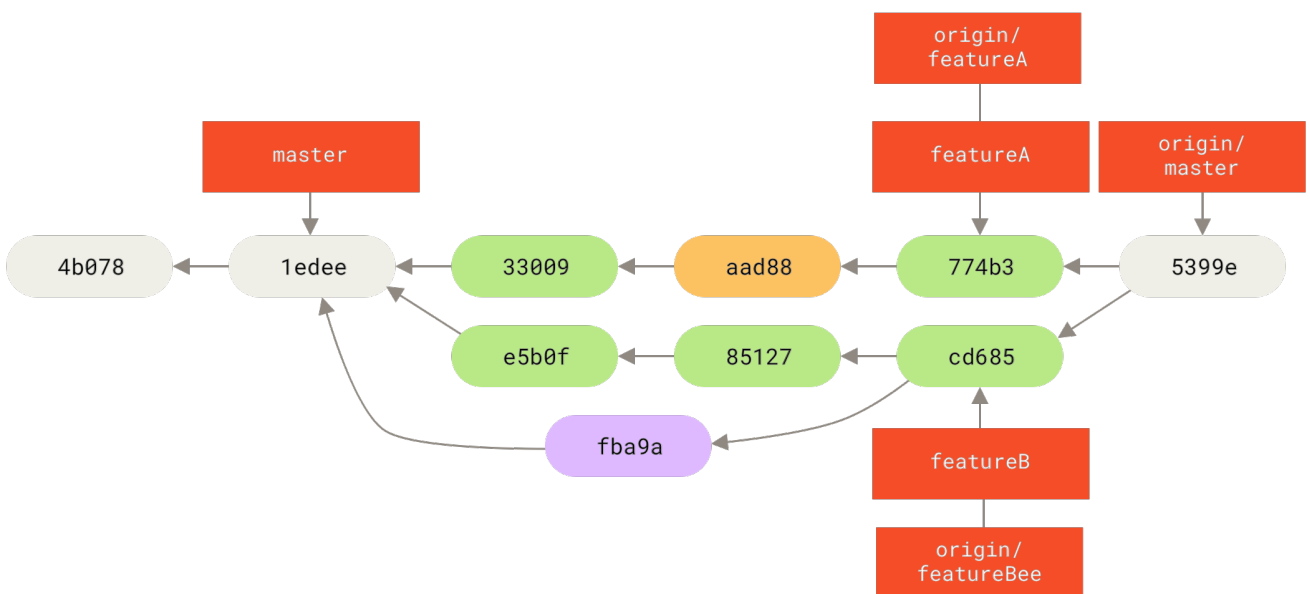 origin/
featureA
master
featureA
origin/
master
4b078
1edee
33009
aad88
774b3
5399e
e5b0f
85127
cd685
fba9a
featureB
origin/
featureBee